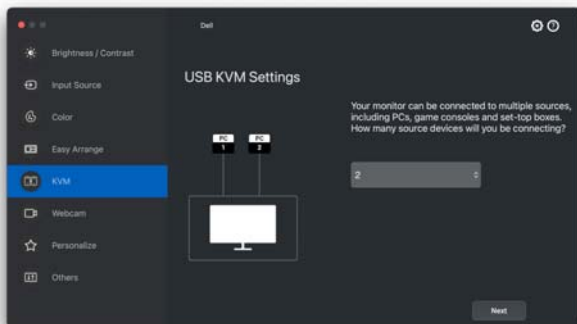 Dell
Brightness / Contrast
Input Source
Color
Easy Arrange
KVM
Webcam
Personalize
Others
USB KVM Settings
PC
1
PC
2
Your monitor can be connected to multiple sources,
including PCs, game consoles and set-top boxes.
How many source devices will you be connecting?
2
Next